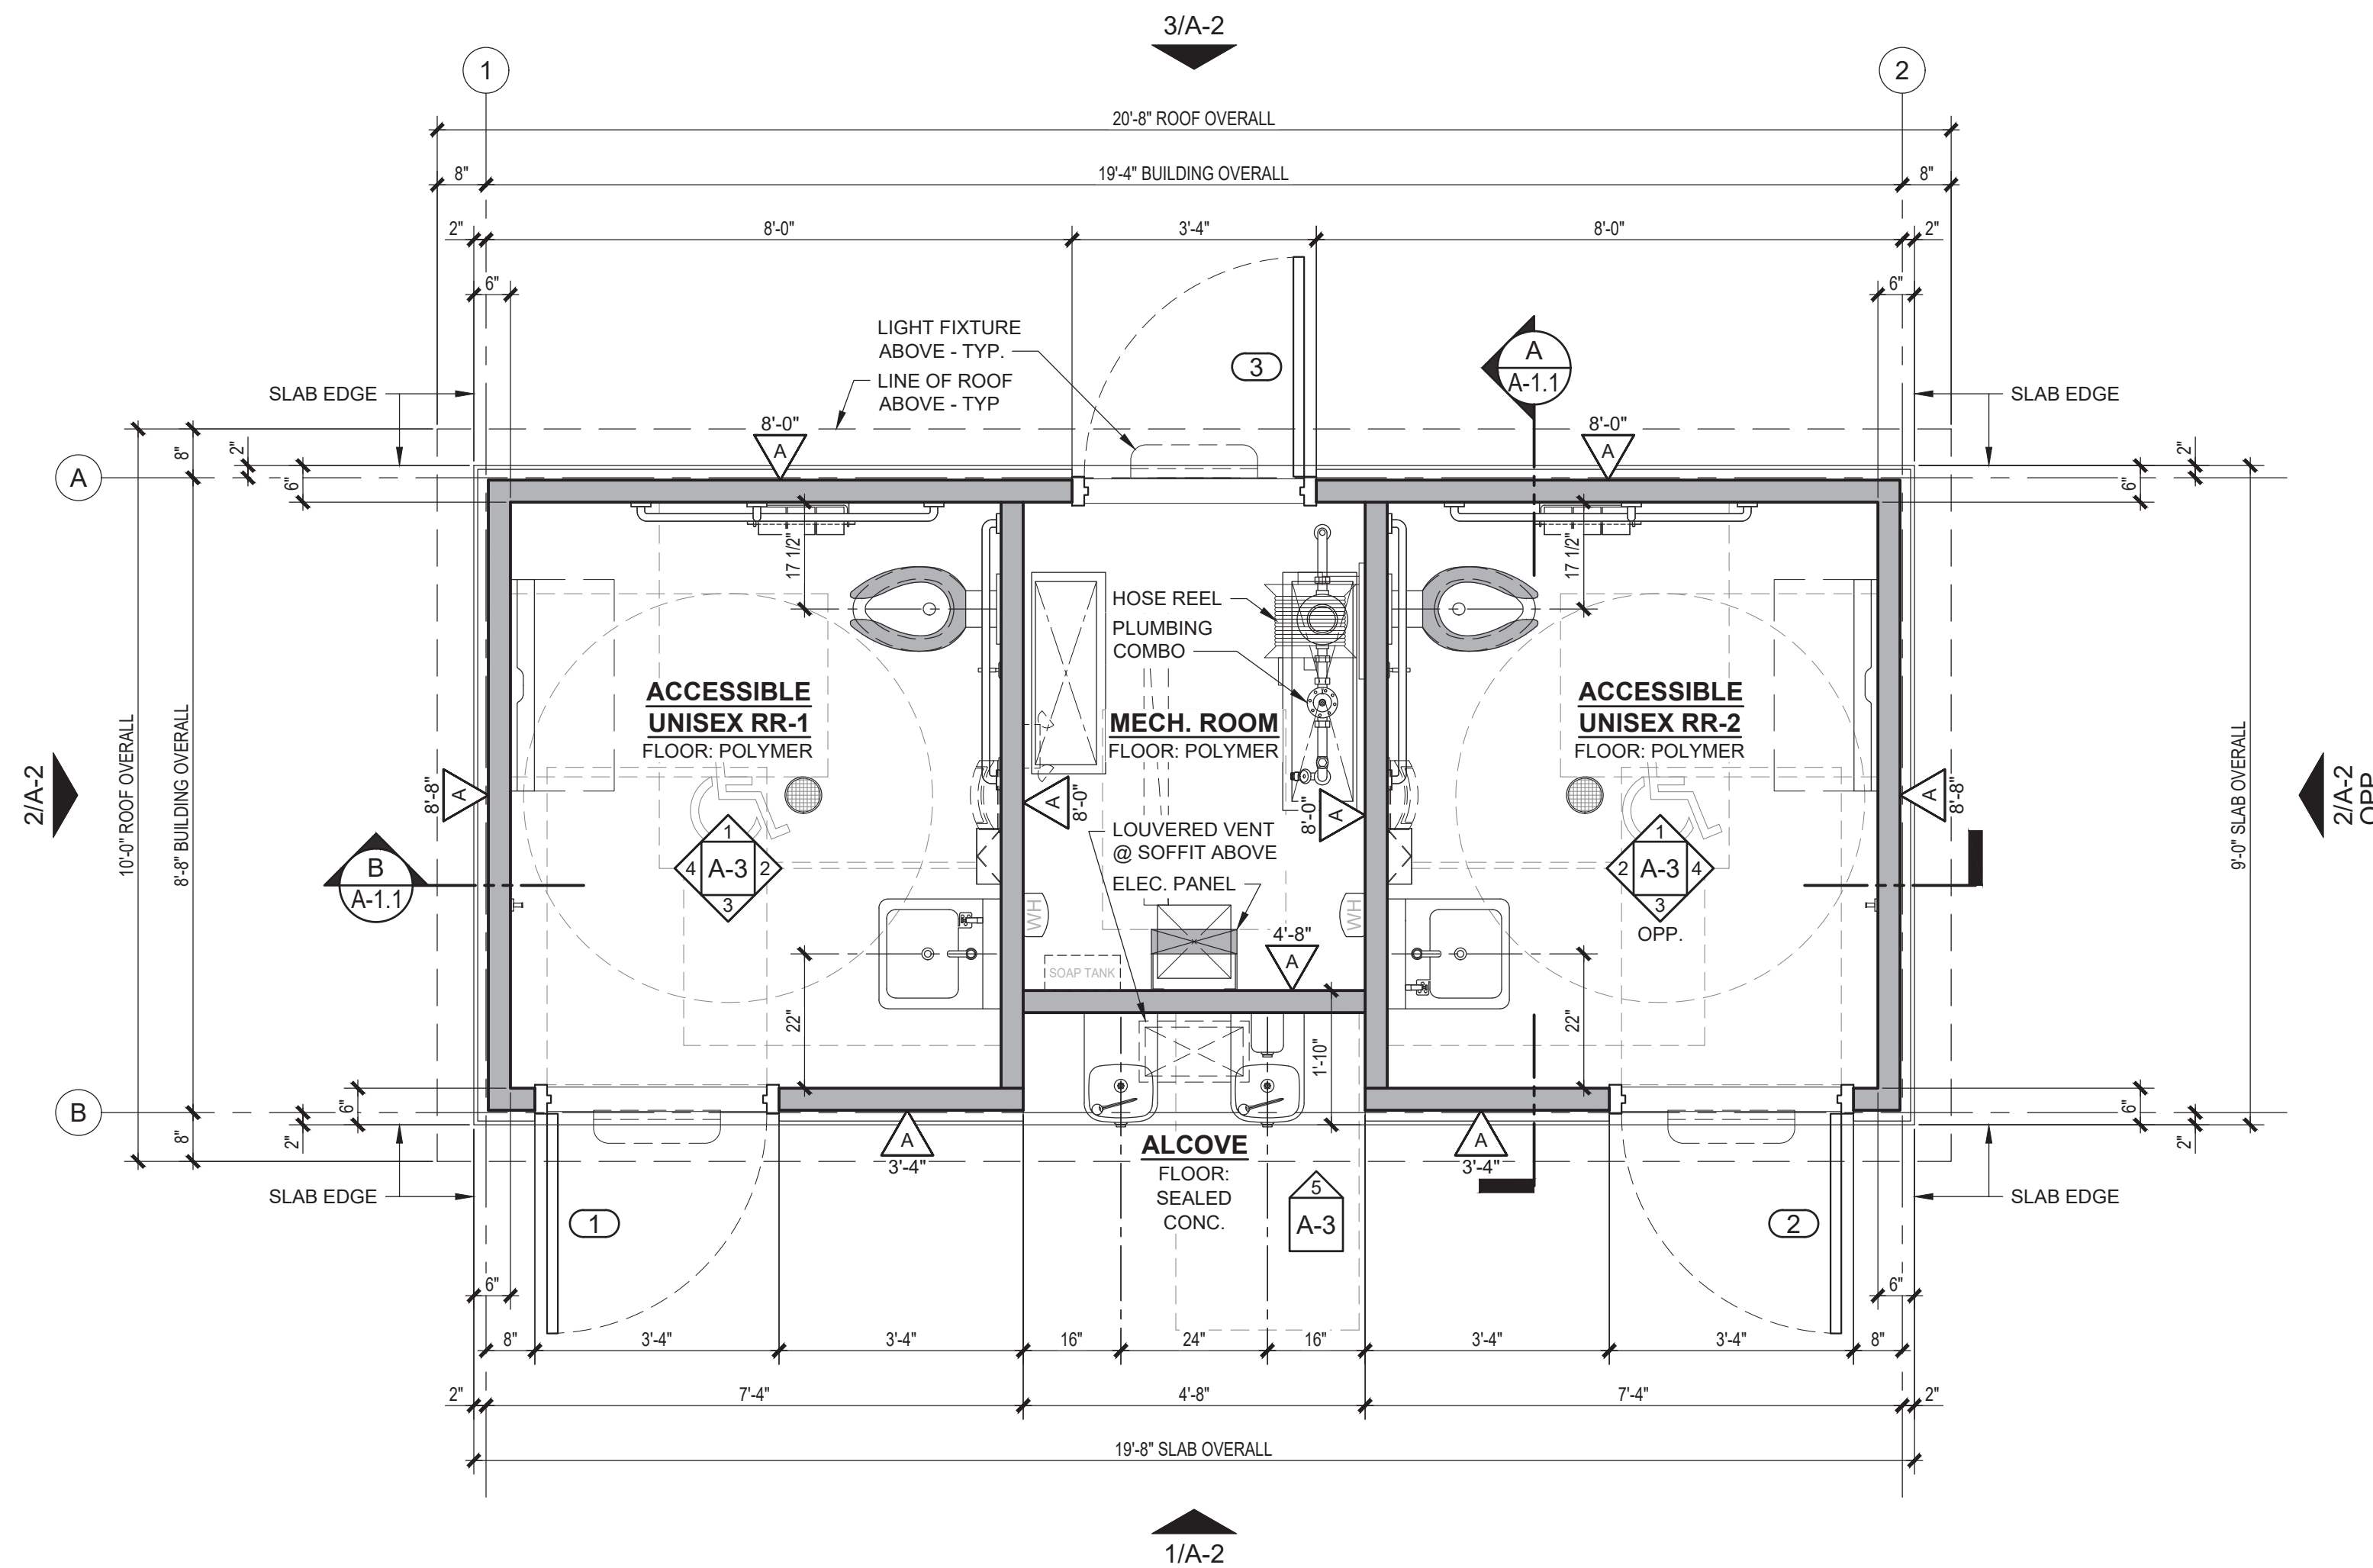 3/A-2
1
2
20'-8" ROOF OVERALL
8"
19'-4" BUILDING OVERALL
8"
2"
8'-0"
3'-4"
8'-0"
2"
6"
6"
LIGHT FIXTURE
ABOVE - TYP.
LINE OF ROOF
ABOVE - TYP
3
A
A-1.1
SLAB EDGE
SLAB EDGE
8'-0"
A
8'-0"
A
A
8"
2"
6"
2"
6"
17 1/2"
17 1/2"
HOSE REEL
PLUMBING
COMBO
ACCESSIBLE
UNISEX RR-1
FLOOR: POLYMER
MECH. ROOM
FLOOR: POLYMER
ACCESSIBLE
UNISEX RR-2
FLOOR: POLYMER
10'-0" ROOF OVERALL
8'-8" BUILDING OVERALL
9'-0" SLAB OVERALL
2/A-2
8'-8"
A
A
8'-0"
8'-0"
A
A
8'-8"
2/A-2
OPP
LOUVERED VENT
@ SOFFIT ABOVE
ELEC. PANEL
B
A-1.1
1
4
A-3
2
3
1
2
A-3
4
3
OPP.
WH
WH
4'-8"
A
SOAP TANK
22"
22"
1'-10"
B
6"
2"
8"
6"
2"
A
3'-4"
A
3'-4"
ALCOVE
FLOOR:
SEALED
CONC.
5
A-3
SLAB EDGE
SLAB EDGE
1
2
6"
6"
8"
3'-4"
3'-4"
16"
24"
16"
3'-4"
3'-4"
8"
2"
7'-4"
4'-8"
7'-4"
2"
19'-8" SLAB OVERALL
1/A-2